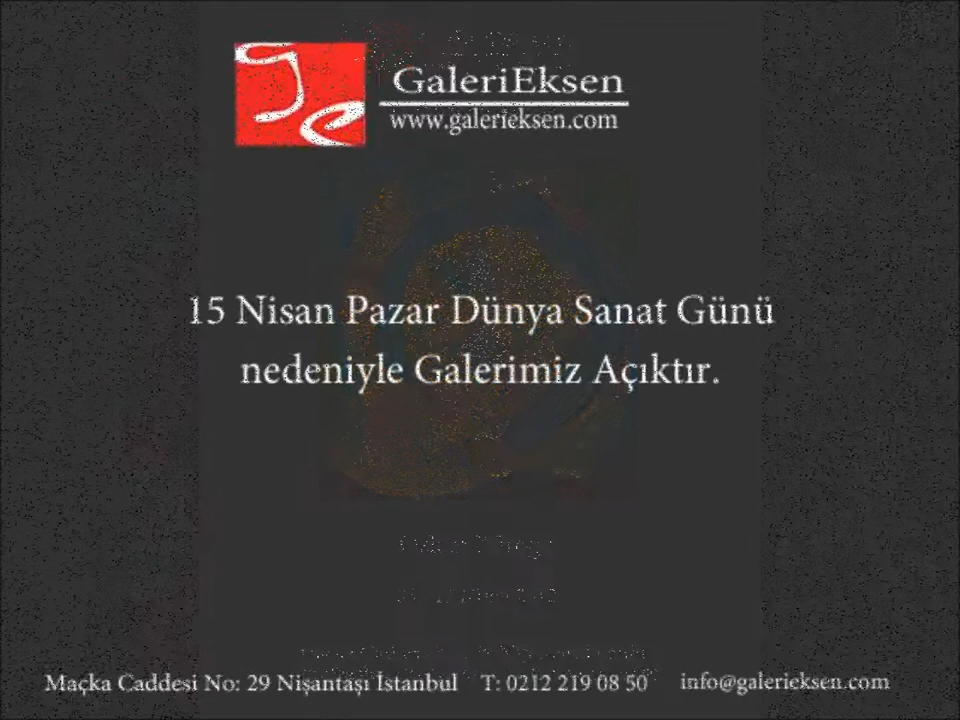 GaleriEksen
www.galerieksen.com
15 Nisan Pazar Dünya Sanat Günü
nedeniyle Galerimiz Açıktır.
Maçka Caddesi No: 29 Nişantaşı İstanbul T: 0212 219 08 50 info@galerieksen.com